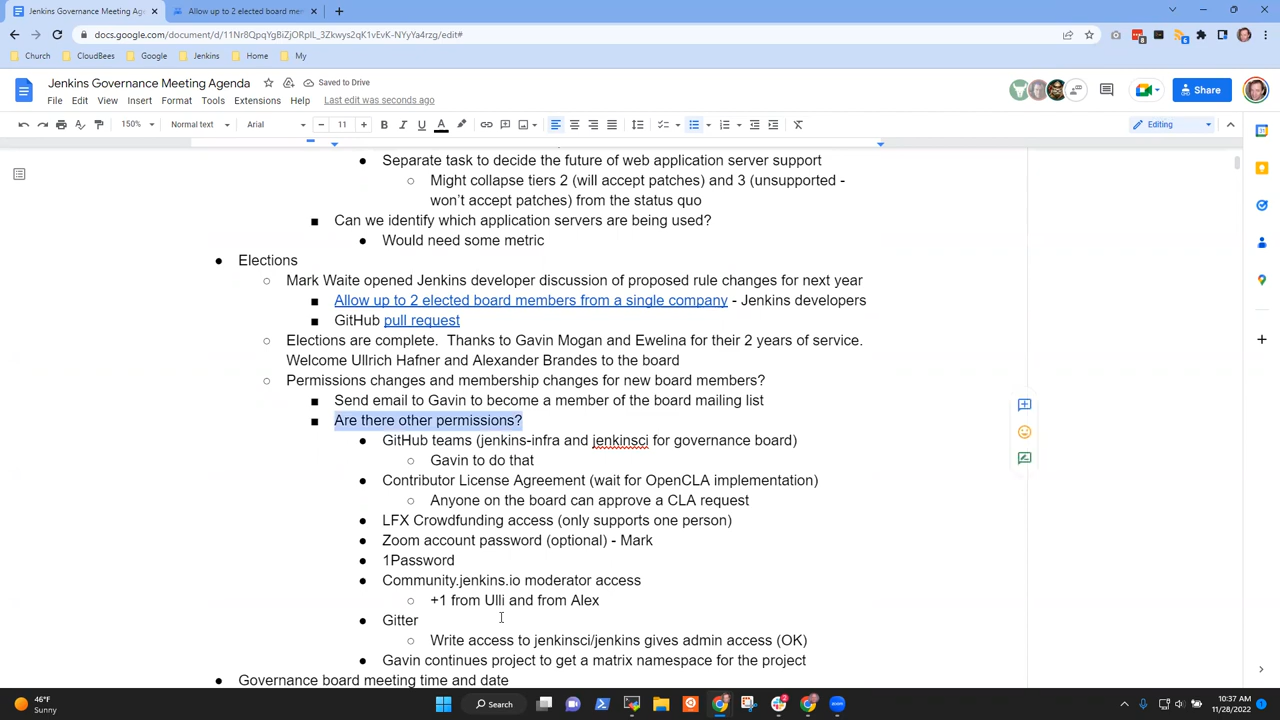 Jenkins Governance Meeting Age
Allow up to 2 elected board mem
docs.google.com/document/d/11Nr8QpqYgBiZjORpIL_3Zkwys2qK1vEvK-NYyYa4rzg/edit#
Church
CloudBees
Google
Jenkins
Home
My
Jenkins Governance Meeting Agenda
Saved to Drive
File Edit View Insert Format Tools Extensions Help Last edit was seconds ago
Share
150% Normal text Arial 11 Editing
Separate task to decide the future of web application server support
Might collapse tiers 2 (will accept patches) and 3 (unsupported -
won't accept patches) from the status quo
Can we identify which application servers are being used?
Would need some metric
Elections
Mark Waite opened Jenkins developer discussion of proposed rule changes for next year
Allow up to 2 elected board members from a single company - Jenkins developers
GitHub pull request
Elections are complete. Thanks to Gavin Mogan and Ewelina for their 2 years of service.
Welcome Ullrich Hafner and Alexander Brandes to the board
Permissions changes and membership changes for new board members?
Send email to Gavin to become a member of the board mailing list
Are there other permissions?
GitHub teams (jenkins-infra and jenkinsci for governance board)
Gavin to do that
Contributor License Agreement (wait for OpenCLA implementation)
Anyone on the board can approve a CLA request
LFX Crowdfunding access (only supports one person)
Zoom account password (optional) - Mark
1Password
Community.jenkins.io moderator access
+1 from Ulli and from Alex
Gitter
Write access to jenkinsci/jenkins gives admin access (OK)
Gavin continues project to get a matrix namespace for the project
Governance board meeting time and date
46°F
Sunny
Search
10:37 AM
11/28/2022